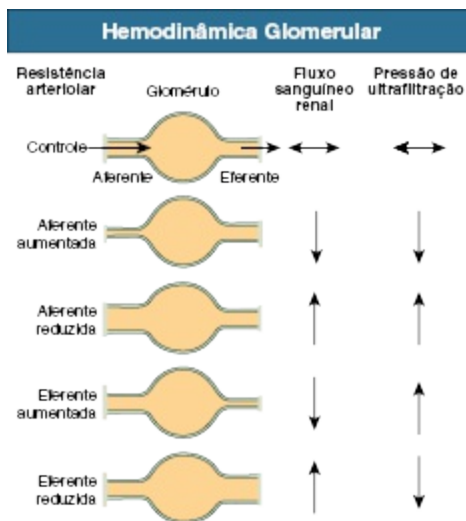 Hemodinâmica Glomerular
Resistência
arteriolar
Glomérulo
Fluxo
sanguíneo
renal
Pressão de
ultrafiltração
Controle
Aferente
Eferente
Aferente
aumentada
Aferente
reduzida
Eferente
aumentada
Eferente
reduzida